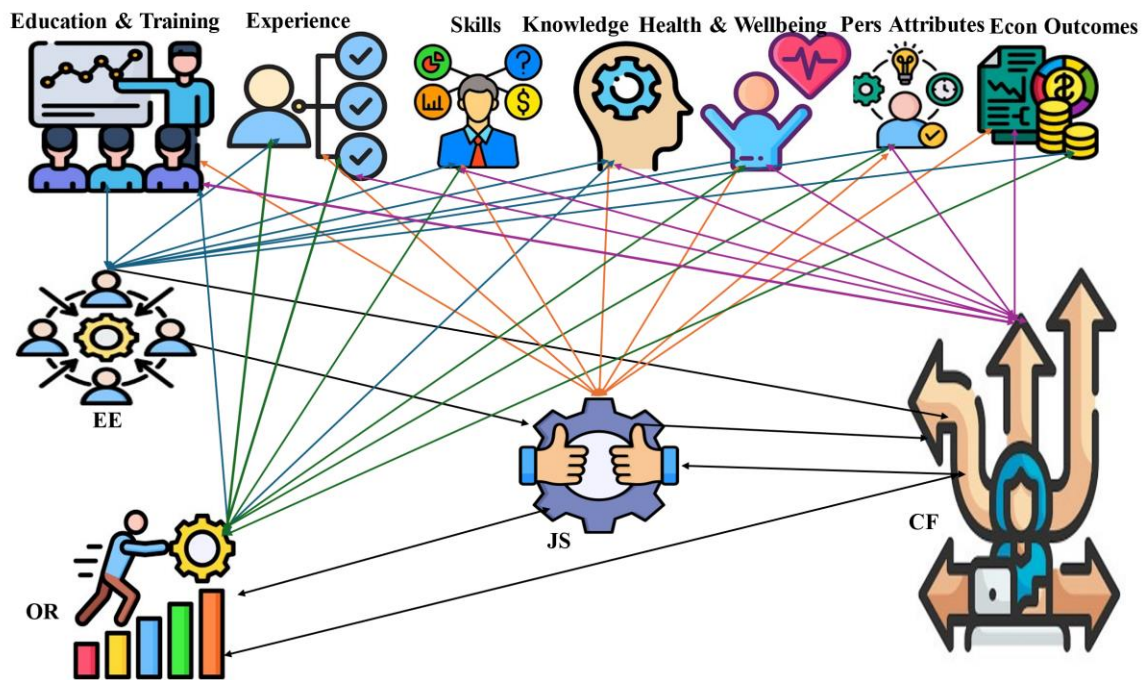 Education & Training
Experience
Skills
Knowledge
Health & Wellbeing
Pers Attributes
Econ Outcomes
?
$
$
EE
JS
CF
OR